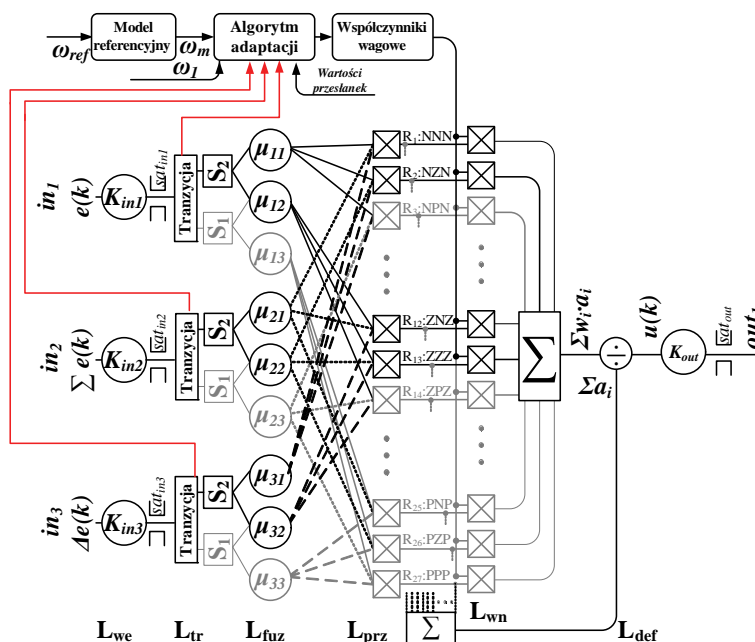 Model
referencyjny
Algorytm
adaptacji
Współczynniki
wagowe
ω_ref
ω_m
ω_1
Wartości
przesłanek
in_1
e(k)
K_in1
sat_in1
Tranzycja
S_2
S_1
μ_11
μ_12
μ_13
in_2
∑ e(k)
K_in2
sat_in2
Tranzycja
S_2
S_1
μ_21
μ_22
μ_23
in_3
Δe(k)
K_in3
sat_in3
Tranzycja
S_2
S_1
μ_31
μ_32
μ_33
R_1:NNN
R_2:NZN
R_3:NPN
R_12:ZNZ
R_13:ZZZ
R_14:ZPZ
R_25:PNP
R_26:PZP
R_27:PPP
∑
Σw_i·a_i
Σa_i
÷
u(k)
K_out
sat_out
∑
L_we
L_tr
L_fuz
L_prz
L_wn
L_def